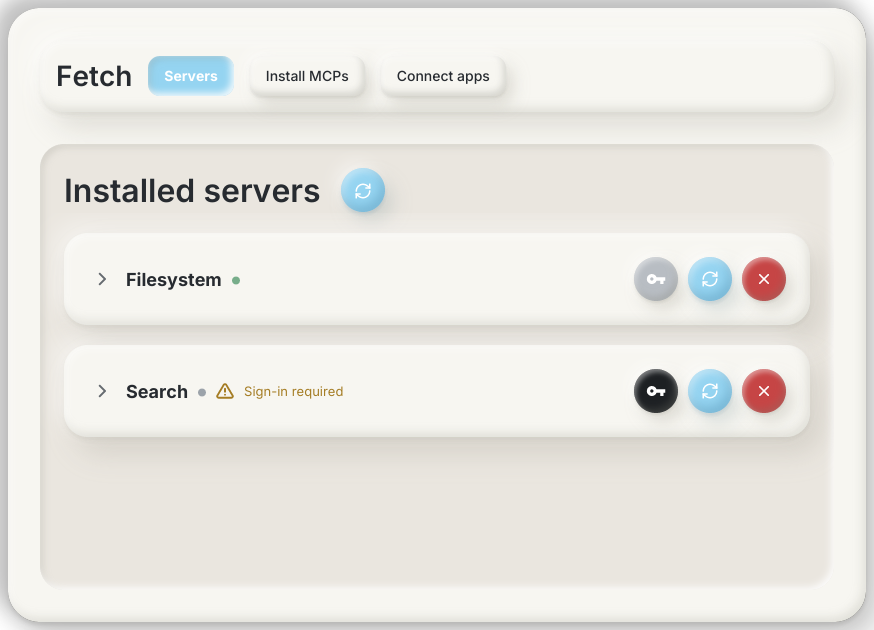 Fetch
Servers
Install MCPs
Connect apps
Installed servers
Filesystem
Search
Sign-in required